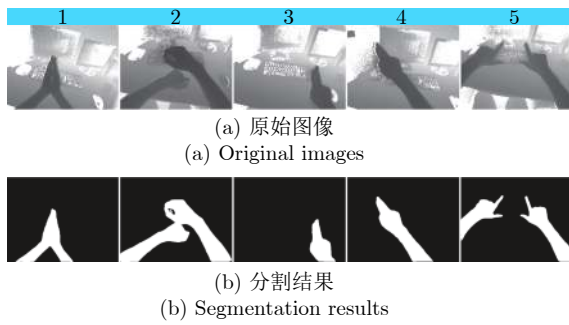 1 2 3 4 5
(a) 原始图像
(a) Original images
(b) 分割结果
(b) Segmentation results